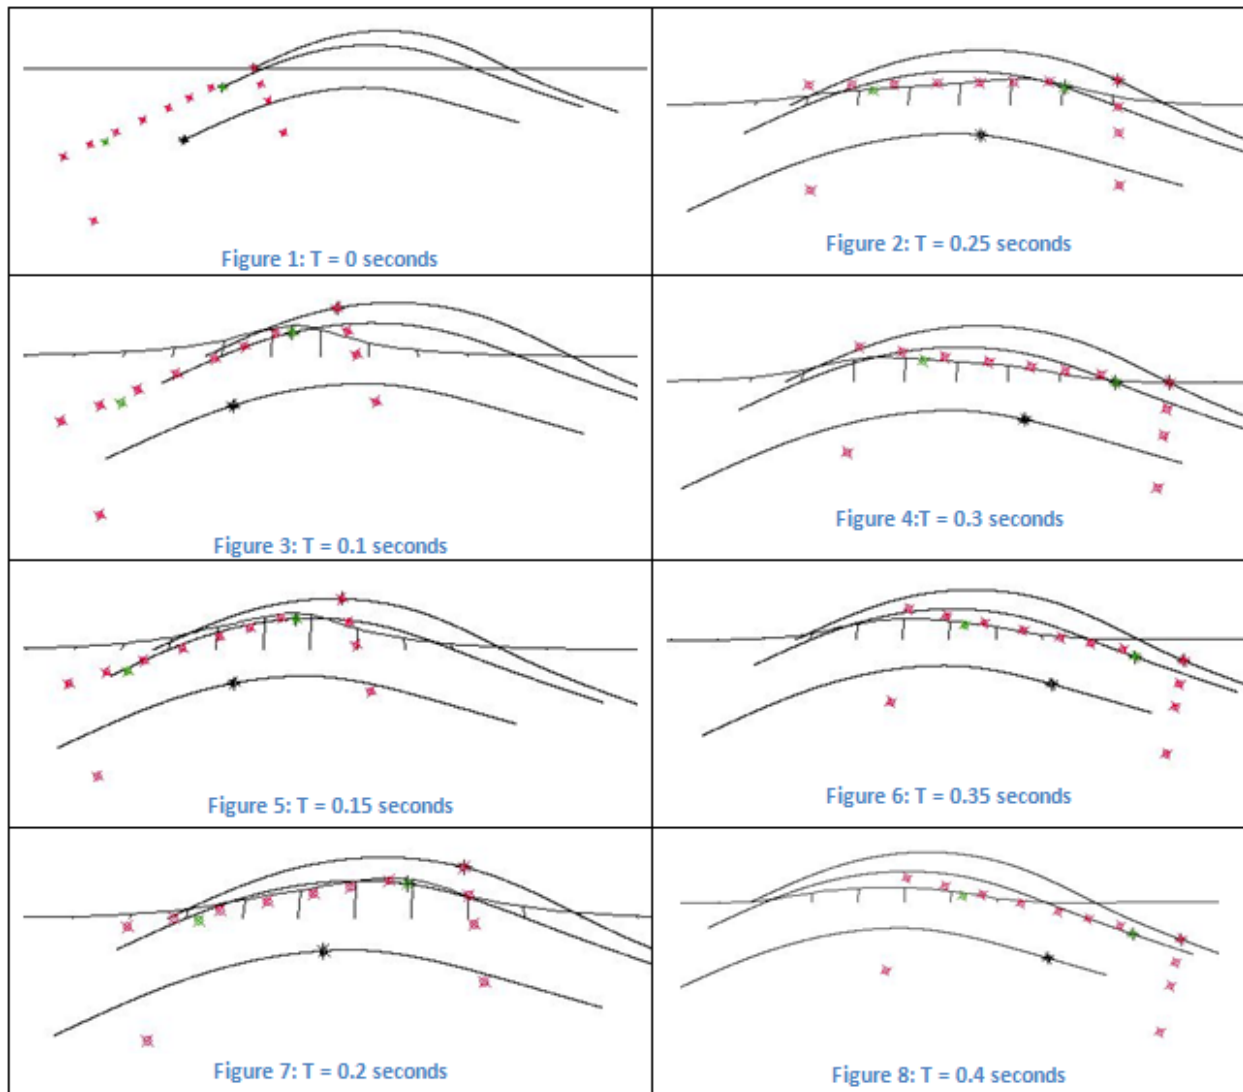 Figure 1: T = 0 seconds
Figure 2: T = 0.25 seconds
Figure 3: T = 0.1 seconds
Figure 4:T = 0.3 seconds
Figure 5: T = 0.15 seconds
Figure 6: T = 0.35 seconds
Figure 7: T = 0.2 seconds
Figure 8: T = 0.4 seconds